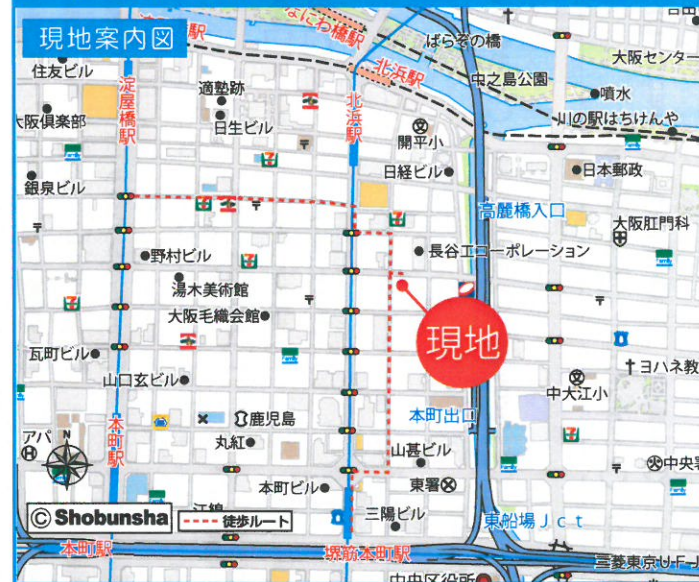 現地案内図
なにわ橋駅
ばらぞの橋
大阪センター
住友ビル
淀屋橋駅
適塾跡
北浜駅
北浜駅
中之島公園
噴水
大阪倶楽部
日生ビル
開平小
川の駅はちけんや
銀泉ビル
日経ビル
日本郵政
高麗橋入口
大阪肛門科
野村ビル
長谷工コーポレーション
湯木美術館
大阪毛織会館
現地
瓦町ビル
山口玄ビル
ヨハネ教
中大江小
本町駅
鹿児島
本町出口
アパ
丸紅
山甚ビル
中央署
N
本町ビル
東署
© Shobunsha
徒歩ルート
三陽ビル
東船場Jct
本町駅
堺筋本町駅
三菱東京UFJ
中央区役所